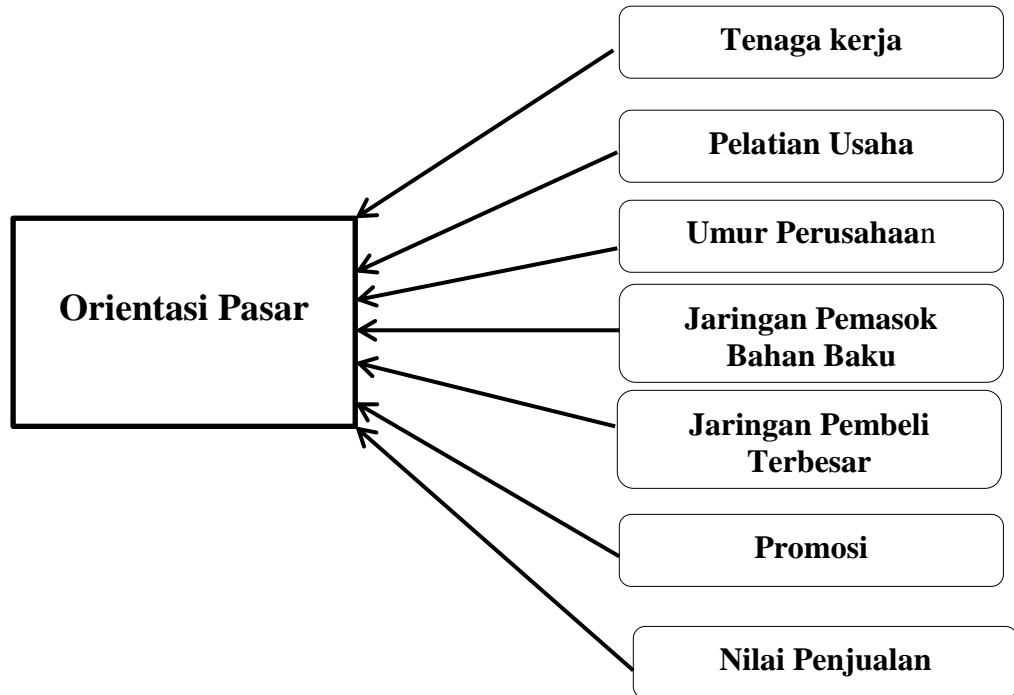 Tenaga kerja
Pelatian Usaha
Umur Perusahaan
Orientasi Pasar
Jaringan Pemasok
Bahan Baku
Jaringan Pembeli
Terbesar
Promosi
Nilai Penjualan